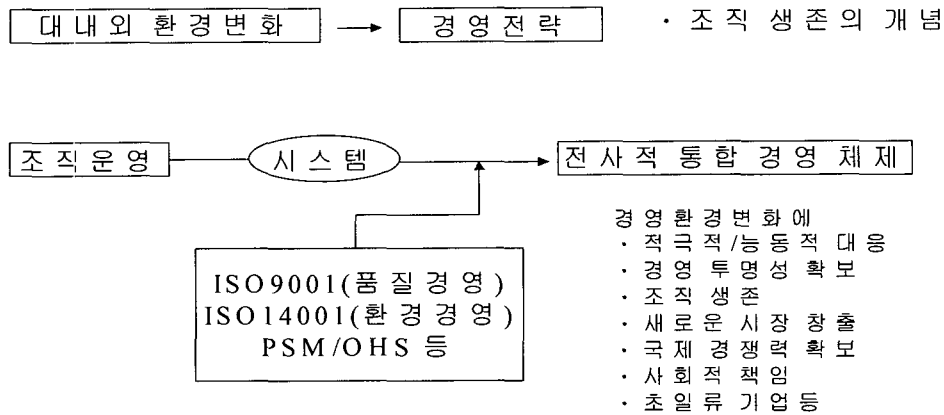 대내외 환경변화 경영전략 · 조직 생존의 개념
조직운영 시스템 전사적 통합 경영 체제
ISO9001(품질경영)
ISO14001(환경경영)
PSM/OHS 등
경영환경변화에
· 적극적/능동적 대응
· 경영 투명성 확보
· 조직 생존
· 새로운 시장 창출
· 국제 경쟁력 확보
· 사회적 책임
· 초일류 기업등